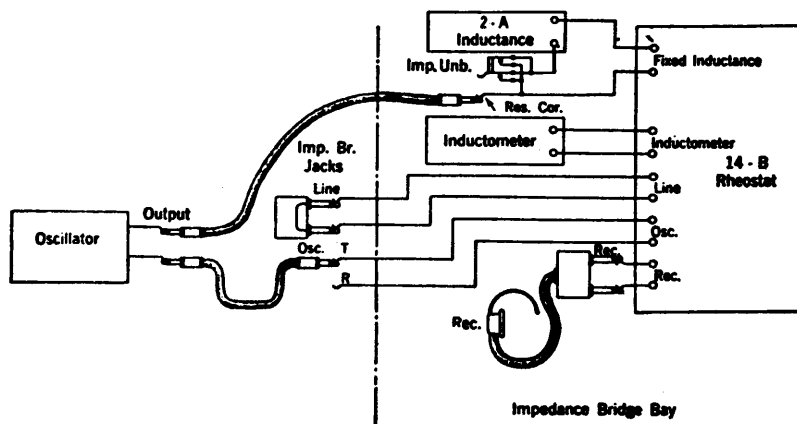 2 - A
Inductance
Imp. Unb.
Fixed Inductance
Res. Cor.
Imp. Br.
Jacks
Inductometer
Inductometer
14 - B
Rheostat
Line
Line
Output
Oscillator
Osc. T
Osc.
R
Rec.
Rec.
Rec.
Impedance Bridge Bay